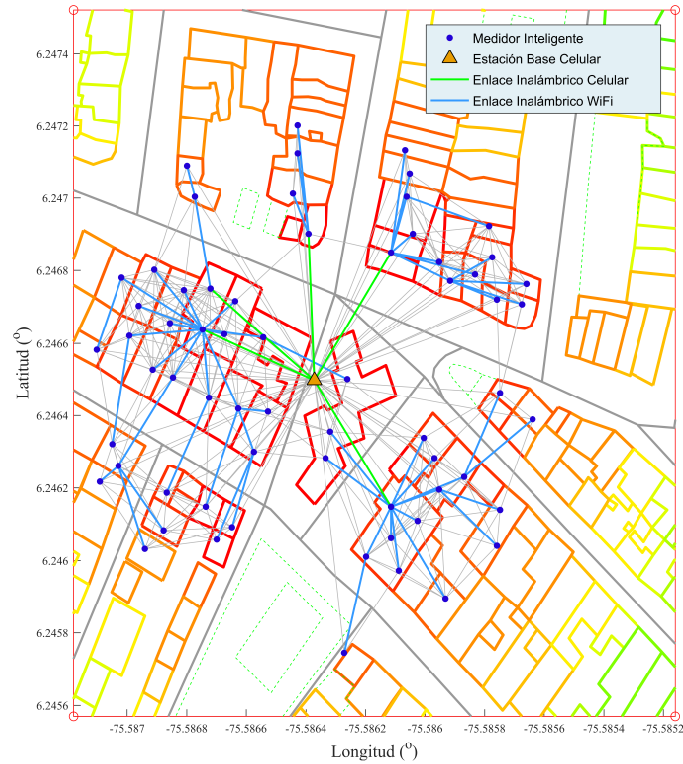 Medidor Inteligente
Estación Base Celular
Enlace Inalámbrico Celular
Enlace Inalámbrico WiFi
6.2474
6.2472
6.247
6.2468
6.2466
6.2464
6.2462
6.246
6.2458
6.2456
Latitud (º)
-75.587 -75.5868 -75.5866 -75.5864 -75.5862 -75.586 -75.5858 -75.5856 -75.5854 -75.5852
Longitud (º)